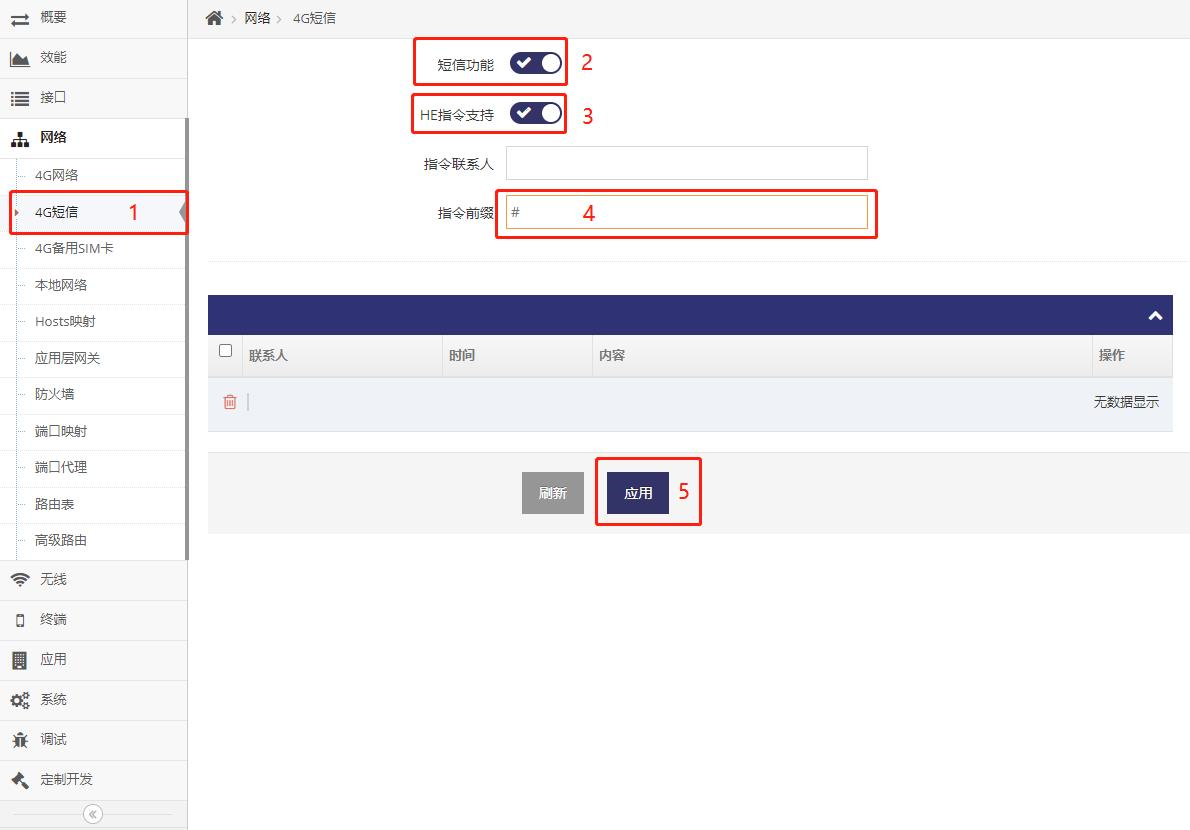 概要
效能
接口
网络
4G网络
4G短信 1
4G备用SIM卡
本地网络
Hosts映射
应用层网关
防火墙
端口映射
端口代理
路由表
高级路由
无线
终端
应用
系统
调试
定制开发
网络 4G短信
短信功能 2
HE指令支持 3
指令联系人
指令前缀 # 4
联系人 时间 内容 操作
无数据显示
刷新 应用 5